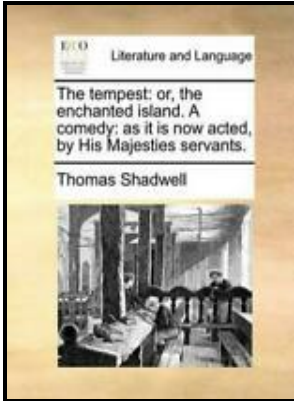 ECCO
Literature and Language
The tempest: or, the
enchanted island. A
comedy: as it is now acted,
by His Majesties servants.
Thomas Shadwell